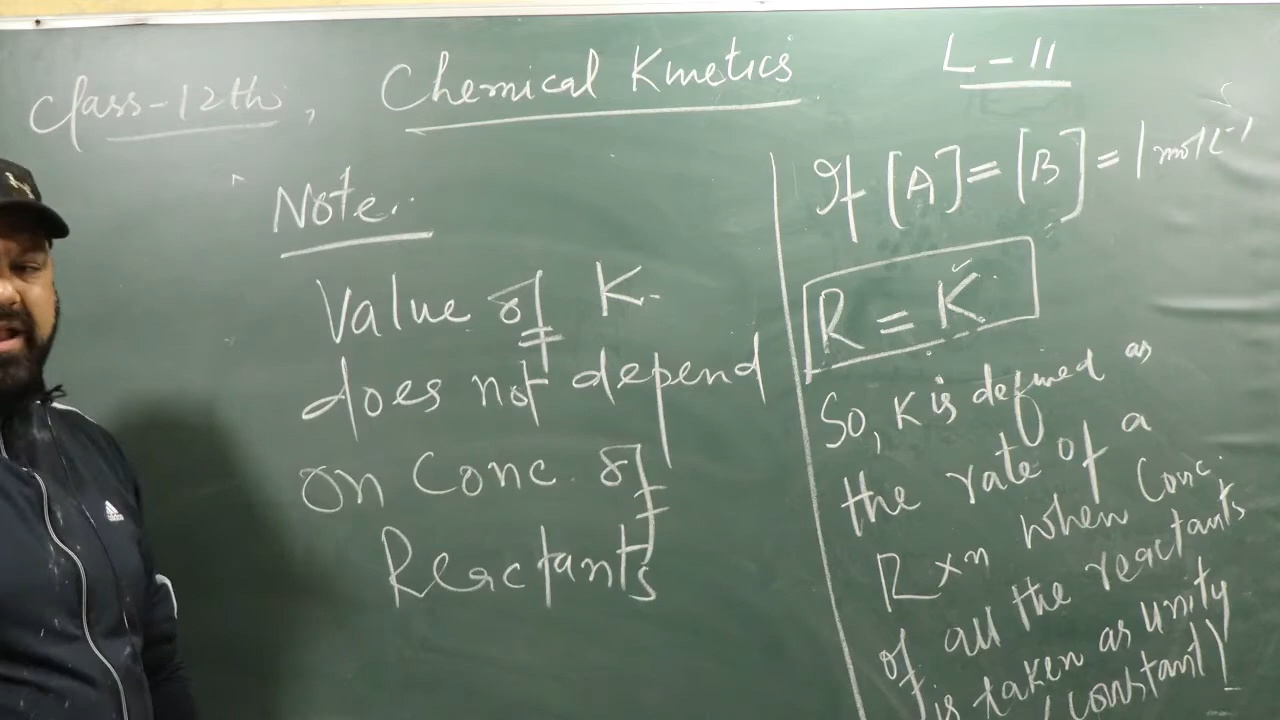 Class-12th, Chemical Kinetics L-11
Note:
Value of K
does not depend
on Conc. of
Reactants
If [A] = [B] = 1 mol L⁻¹
R = K
So, K is defined as
the rate of a
Rxn when Conc.
of all the reactants
is taken as unity
(constant)
adidas